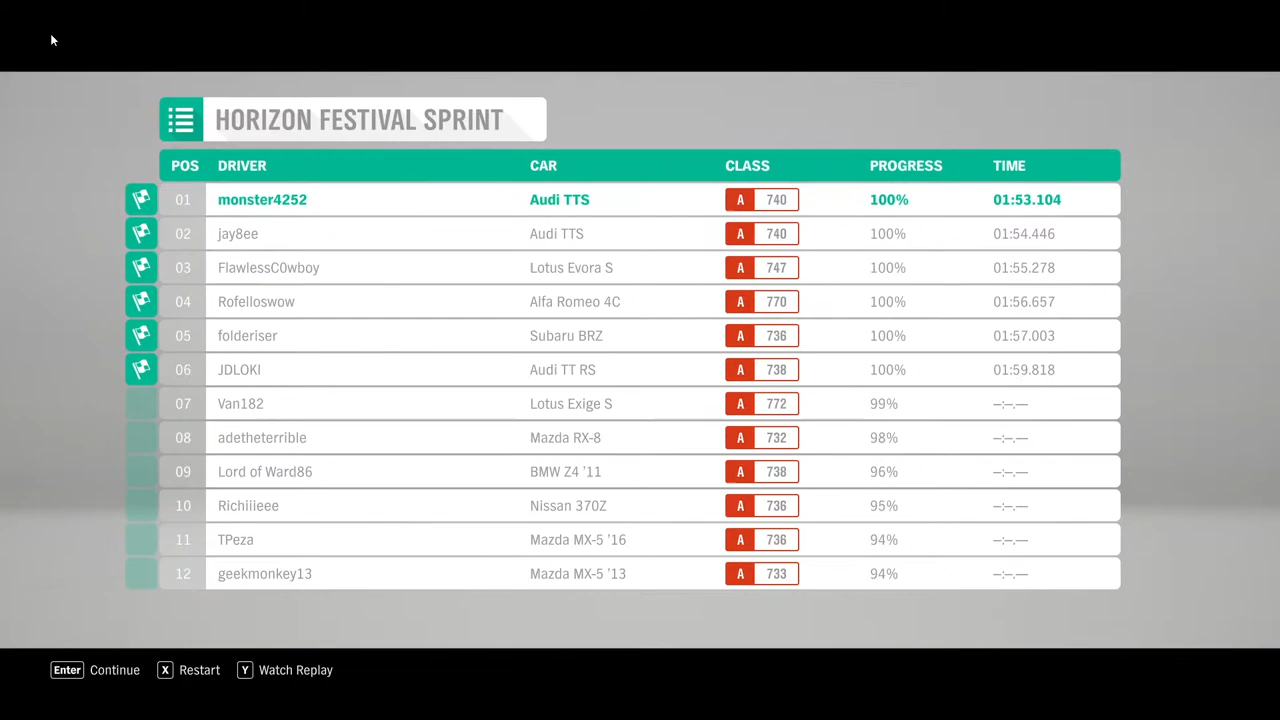 HORIZON FESTIVAL SPRINT
POS DRIVER CAR CLASS PROGRESS TIME
01 monster4252 Audi TTS A 740 100% 01:53.104
02 jay8ee Audi TTS A 740 100% 01:54.446
03 FlawlessC0wboy Lotus Evora S A 747 100% 01:55.278
04 Rofelloswow Alfa Romeo 4C A 770 100% 01:56.657
05 folderiser Subaru BRZ A 736 100% 01:57.003
06 JDLOKI Audi TT RS A 738 100% 01:59.818
07 Van182 Lotus Exige S A 772 99% –:–.––
08 adetheterrible Mazda RX-8 A 732 98% –:–.––
09 Lord of Ward86 BMW Z4 '11 A 738 96% –:–.––
10 Richiiieee Nissan 370Z A 736 95% –:–.––
11 TPeza Mazda MX-5 '16 A 736 94% –:–.––
12 geekmonkey13 Mazda MX-5 '13 A 733 94% –:–.––
Enter Continue X Restart Y Watch Replay